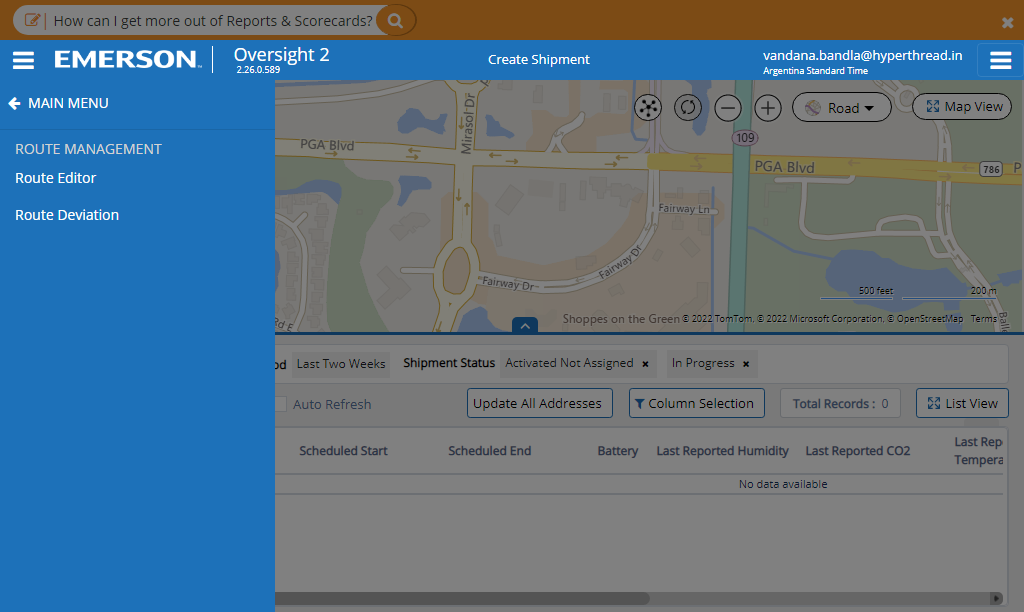 How can I get more out of Reports & Scorecards?
EMERSON
Oversight 2
2.26.0.589
Create Shipment
vandana.bandla@hyperthread.in
Argentina Standard Time
MAIN MENU
ROUTE MANAGEMENT
Route Editor
Route Deviation
Mirasol Dr
PGA Blvd
109
PGA Blvd
786
P
Road
Map View
Fairway Ln
Fairway Dr
Fairway Dr
Rd E
500 feet
200 m
Shoppes on the Green
© 2022 TomTom, © 2022 Microsoft Corporation, © OpenStreetMap Terms
Balle
od
Last Two Weeks
Shipment Status
Activated Not Assigned ×
In Progress ×
Auto Refresh
Update All Addresses
Column Selection
Total Records : 0
List View
Scheduled Start
Scheduled End
Battery
Last Reported Humidity
Last Reported CO2
Last Rep
Tempera
No data available